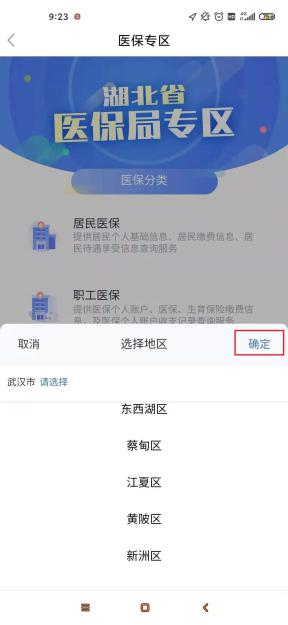 9:23
4G
医保专区
湖北省
医保局专区
医保分类
居民医保
提供居民个人基础信息、居民缴费信息、居
民待遇享受信息查询服务
职工医保
提供医保个人账户、医保、生育保险缴费信
息、及医保个人账户收支记录查询服务
取消 选择地区 确定
武汉市 请选择
东西湖区
蔡甸区
江夏区
黄陂区
新洲区